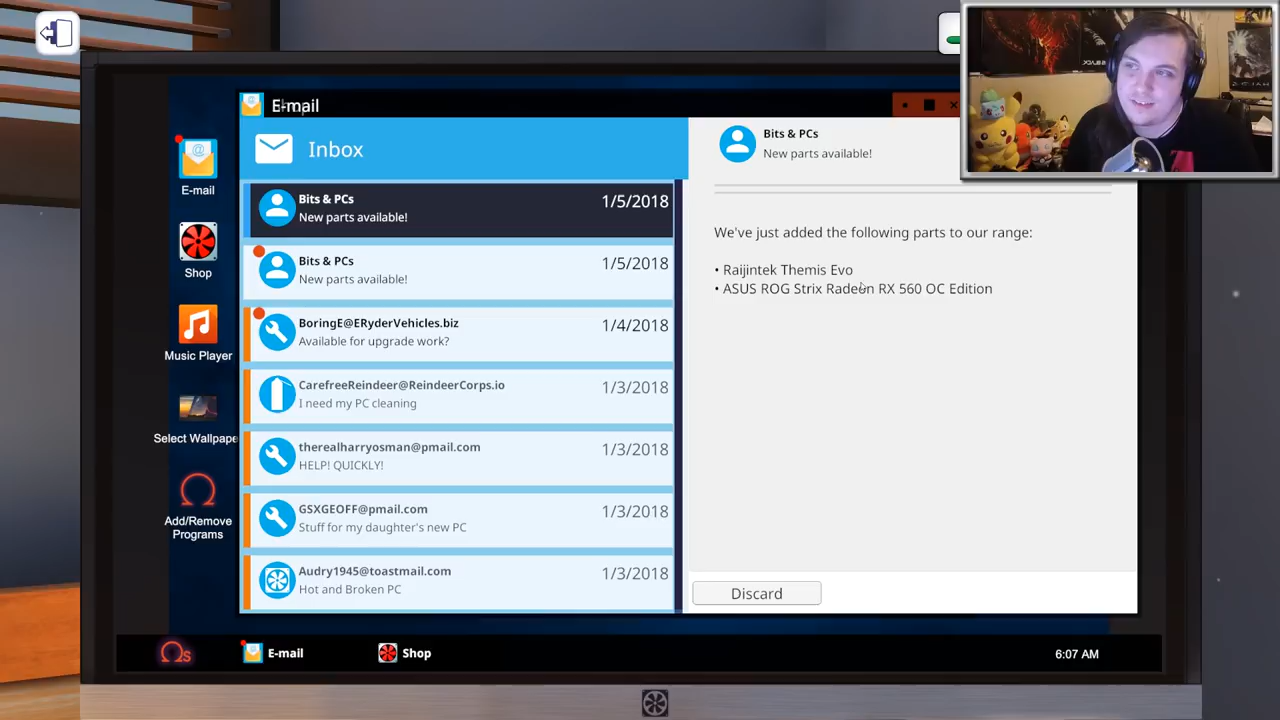 E-mail
Inbox
Bits & PCs
New parts available!
1/5/2018
Bits & PCs
New parts available!
1/5/2018
BoringE@ERyderVehicles.biz
Available for upgrade work?
1/4/2018
CarefreeReindeer@ReindeerCorps.io
I need my PC cleaning
1/3/2018
therealharryosman@pmail.com
HELP! QUICKLY!
1/3/2018
GSXGEOFF@pmail.com
Stuff for my daughter's new PC
1/3/2018
Audry1945@toastmail.com
Hot and Broken PC
1/3/2018
Bits & PCs
New parts available!
We've just added the following parts to our range:
• Raijintek Themis Evo
• ASUS ROG Strix Radeon RX 560 OC Edition
Discard
E-mail
Shop
Music Player
Select Wallpape
Add/Remove
Programs
Ωs
E-mail
Shop
6:07 AM